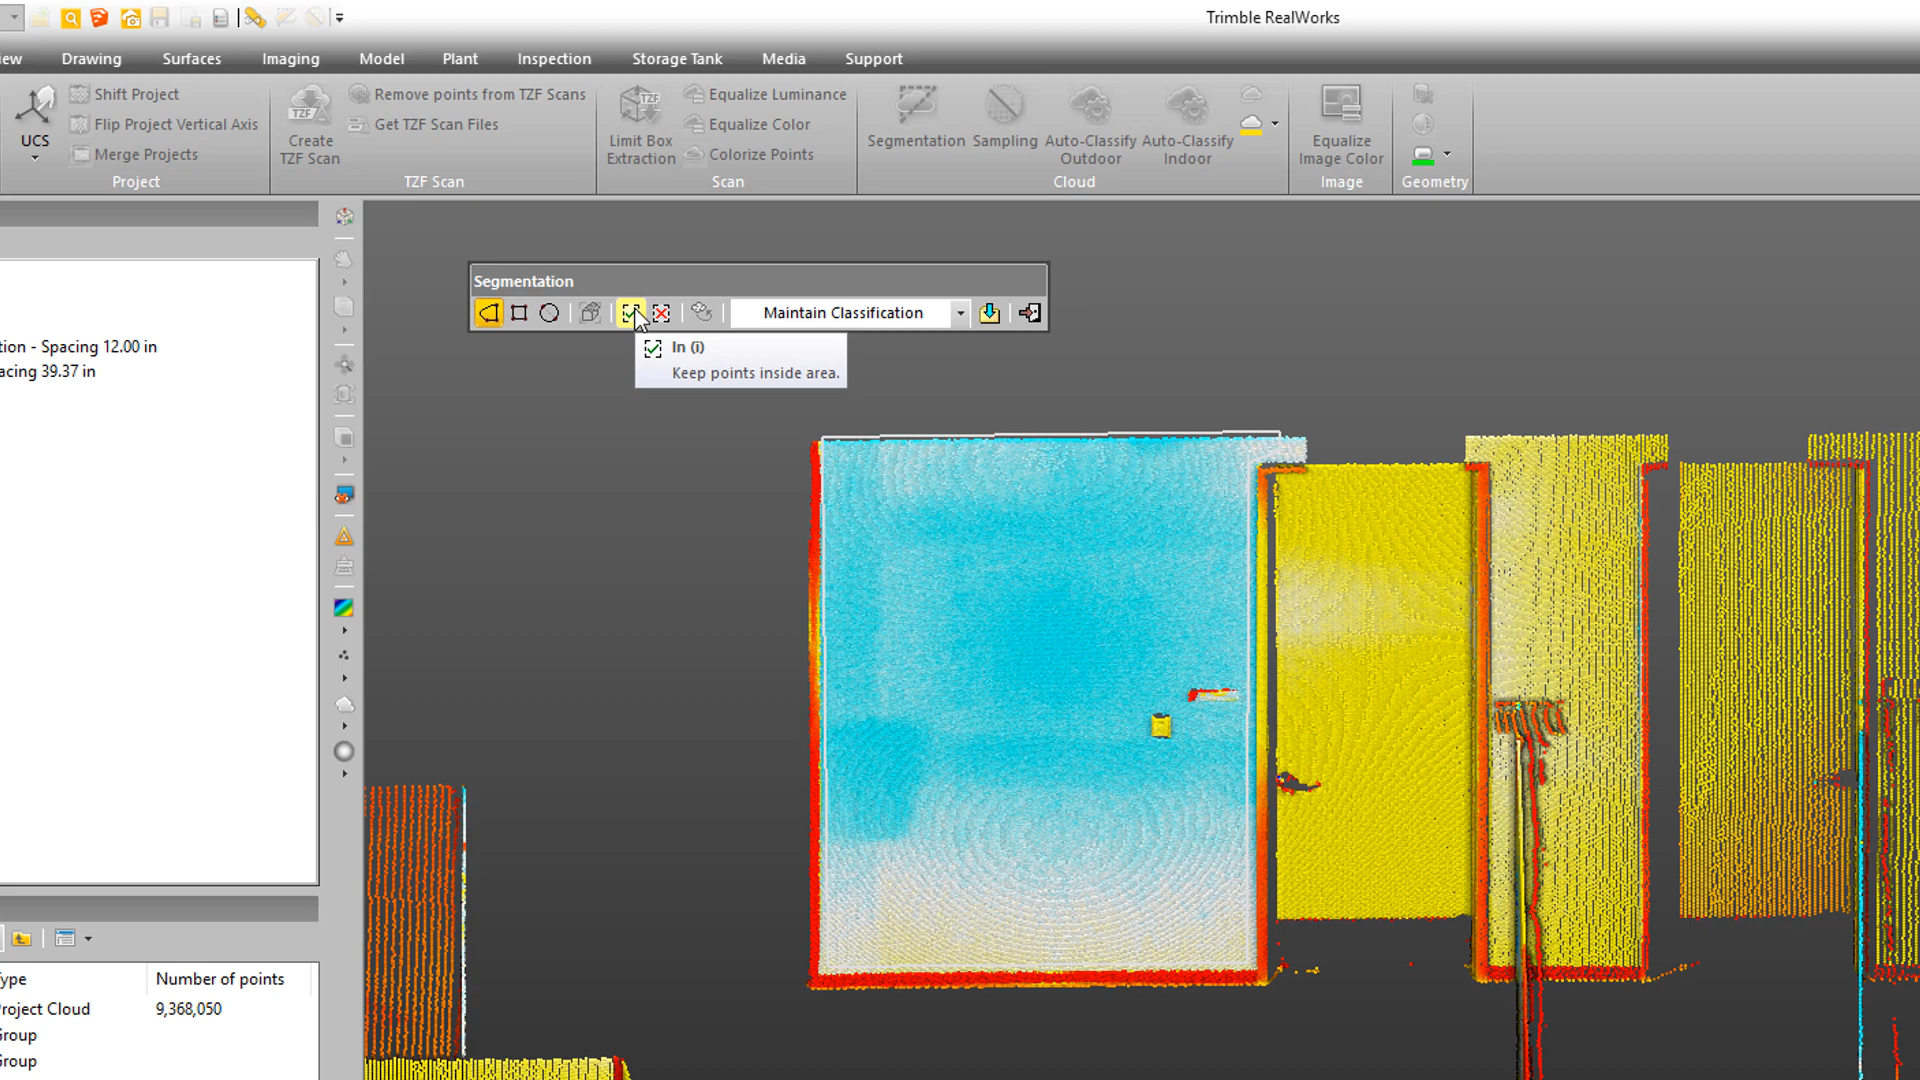 Trimble RealWorks
Drawing Surfaces Imaging Model Plant Inspection Storage Tank Media Support
UCS
Shift Project
Flip Project Vertical Axis
Merge Projects
Project
TZF
Create
TZF Scan
Remove points from TZF Scans
Get TZF Scan Files
TZF Scan
TZF
Limit Box
Extraction
Equalize Luminance
Equalize Color
Colorize Points
Scan
Segmentation
Sampling
Auto-Classify
Outdoor
Auto-Classify
Indoor
Cloud
Equalize
Image Color
Image
Geometry
Segmentation
Maintain Classification
In (i)
Keep points inside area.
tion - Spacing 12.00 in
acing 39.37 in
ype Number of points
roject Cloud 9,368,050
Group
Group